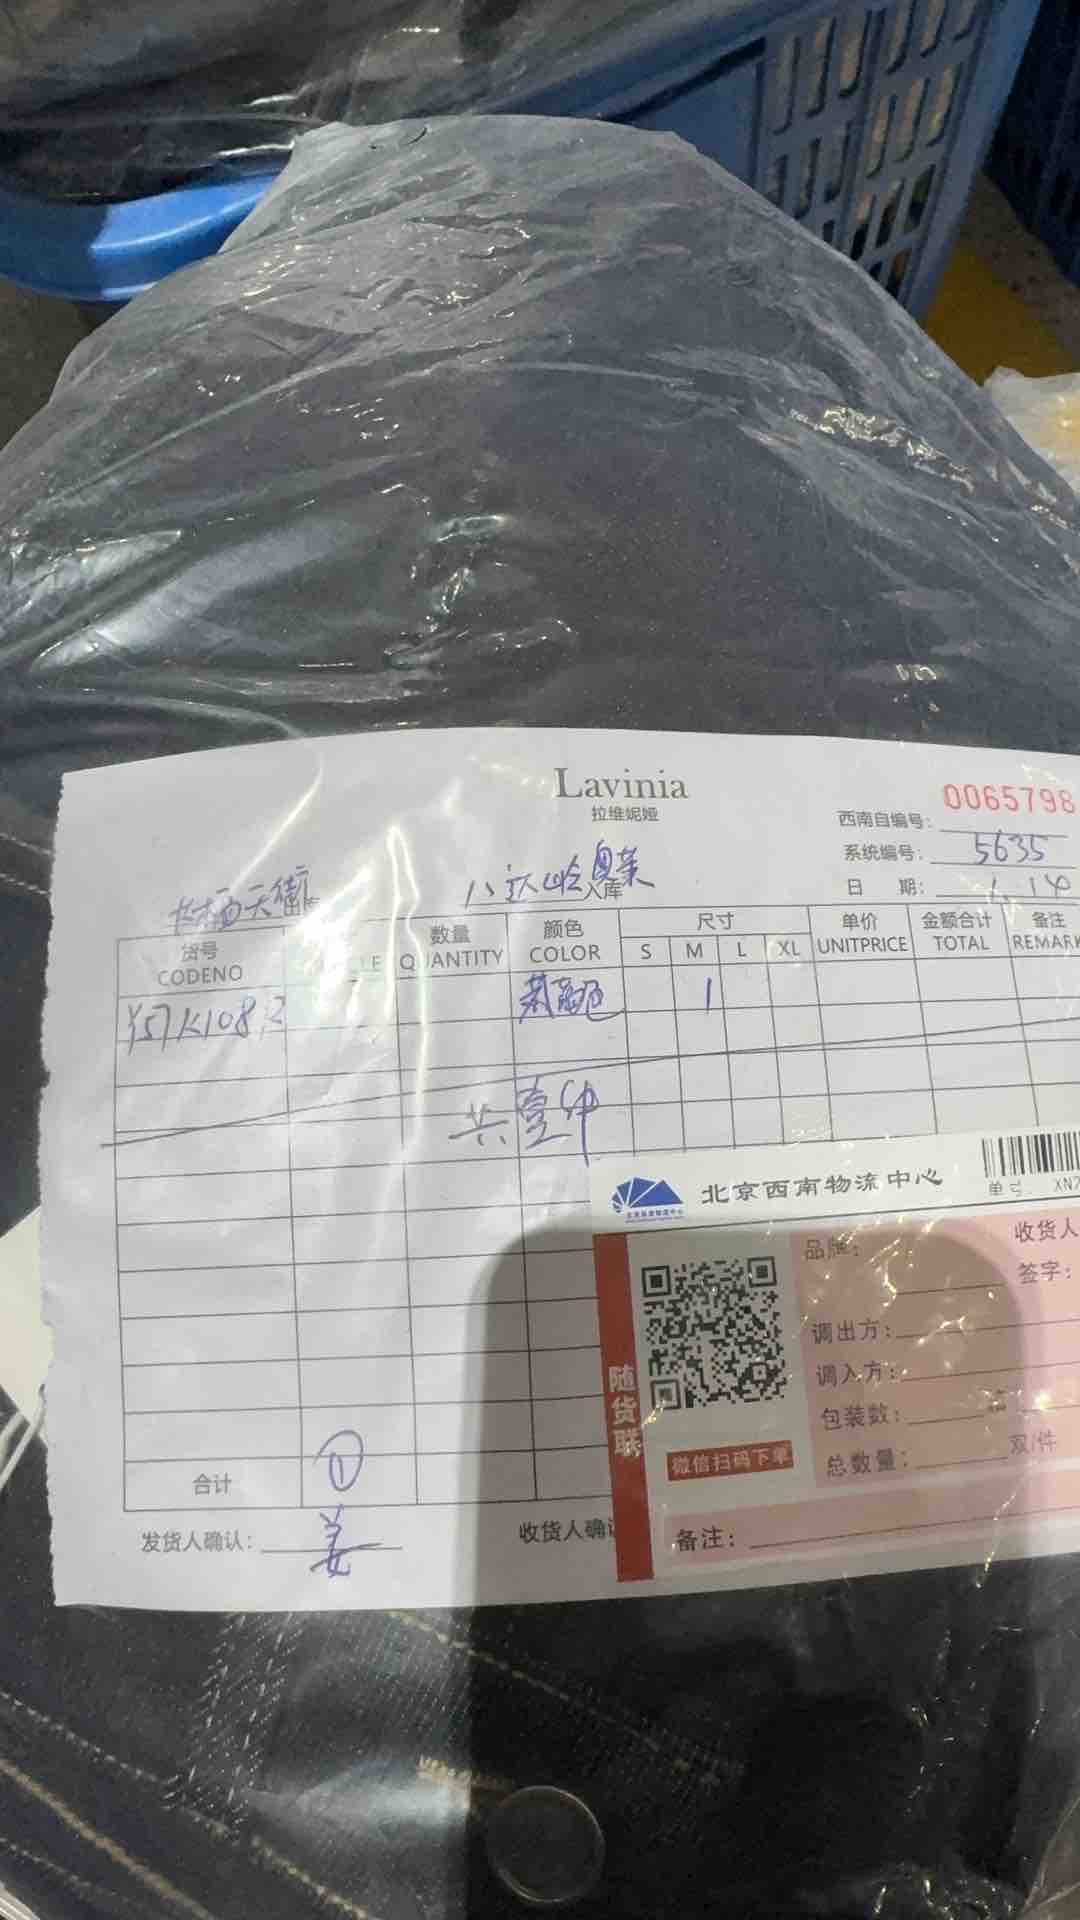 Lavinia
拉维妮娅
0065798
西南自编号:
系统编号: 5635
日 期: 1.14
天街
八达岭奥莱
入库
货号 数量 颜色 尺寸 单价 金额合计 备注
CODENO QUANTITY COLOR S M L XL UNITPRICE TOTAL REMARK
1
共壹件
北京西南物流中心
单号 XN2
品牌: 收货人
签字:
调出方:
调入方:
包装数:
总数量: 双/件
随货联
微信扫码下单
备注:
合计 ①
发货人确认: 姜 收货人确认